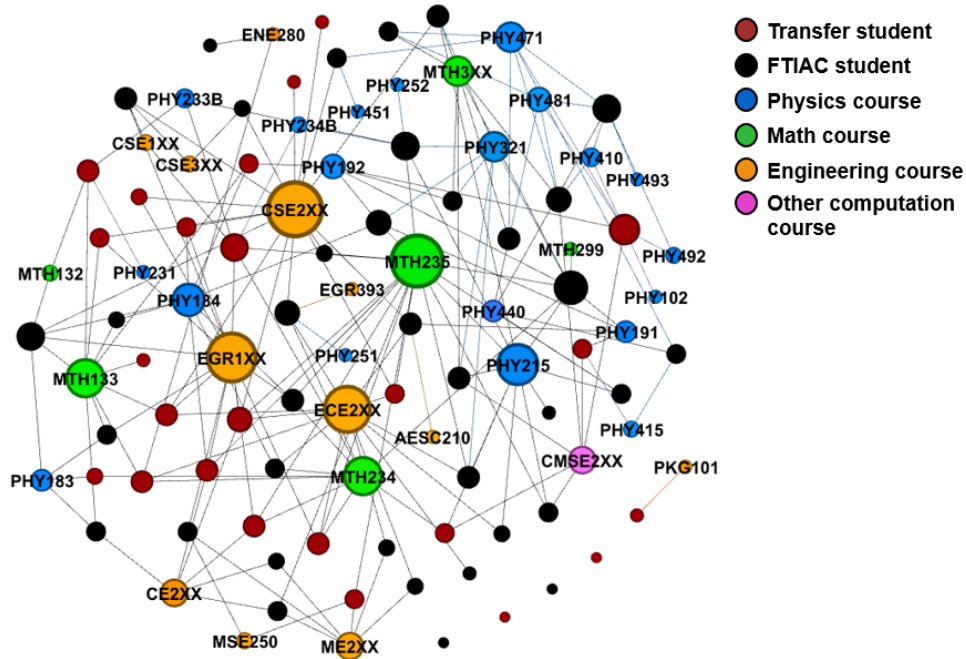 ENE280
PHY471
Transfer student
MTH3XX
FTIAC student
PHY252
PHY233B
PHY481
Physics course
PHY451
PHY234B
Math course
CSE1XX
PHY321
CSE3XX
PHY192
PHY410
Engineering course
PHY493
Other computation
course
CSE2XX
MTH299
PHY492
MTH235
MTH132
PHY231
EGR393
PHY102
PHY184
PHY440
PHY191
EGR1XX
PHY251
PHY215
MTH133
ECE2XX
AESC210
PHY415
CMSE2XX
PKG101
MTH234
PHY183
CE2XX
MSE250
ME2XX